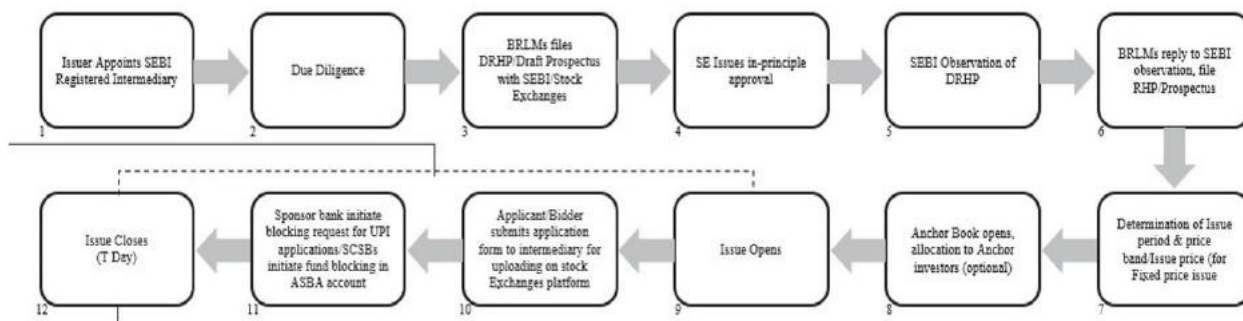 Issuer Appoints SEBI
Registered Intermediary
1
Due Diligence
2
BRLMs files
DRHP/Draft Prospectus
with SEBI/Stock
Exchanges
3
SE Issues in-principle
approval
4
SEBI Observation of
DRHP
5
BRLMs reply to SEBI
observation, file
RHP/Prospectus
6
Determination of Issue
period & price
band/Issue price (for
Fixed price issue
7
Anchor Book opens,
allocation to Anchor
investors (optional)
8
Issue Opens
9
Applicant/Bidder
submits application
form to intermediary for
uploading on stock
Exchanges platform
10
Sponsor bank initiate
blocking request for UPI
applications/SCSBs
initiate fund blocking in
ASBA account
11
Issue Closes
(T Day)
12